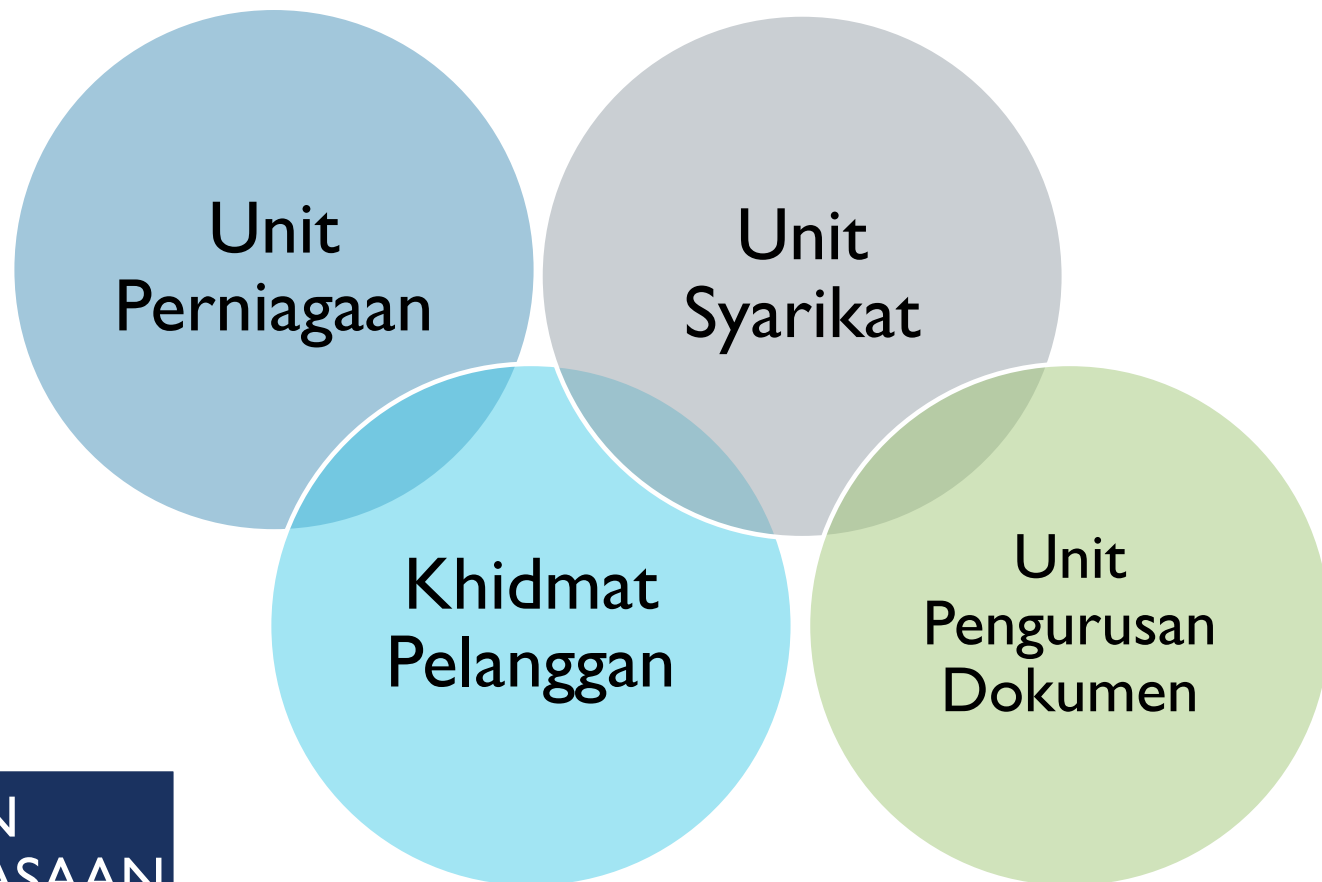 Unit
Perniagaan
Unit
Syarikat
Khidmat
Pelanggan
Unit
Pengurusan
Dokumen